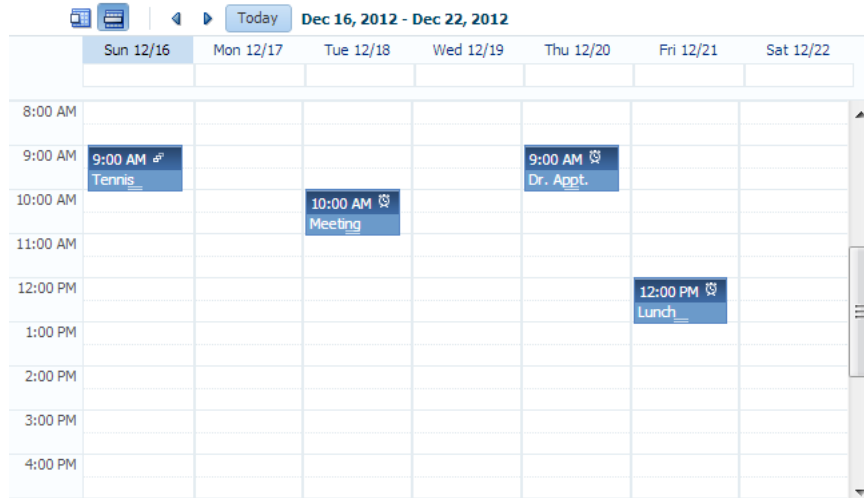 Today Dec 16, 2012 - Dec 22, 2012
Sun 12/16 Mon 12/17 Tue 12/18 Wed 12/19 Thu 12/20 Fri 12/21 Sat 12/22
8:00 AM
9:00 AM
9:00 AM
Tennis
9:00 AM
Dr. Appt.
10:00 AM
10:00 AM
Meeting
11:00 AM
12:00 PM
12:00 PM
Lunch
1:00 PM
2:00 PM
3:00 PM
4:00 PM